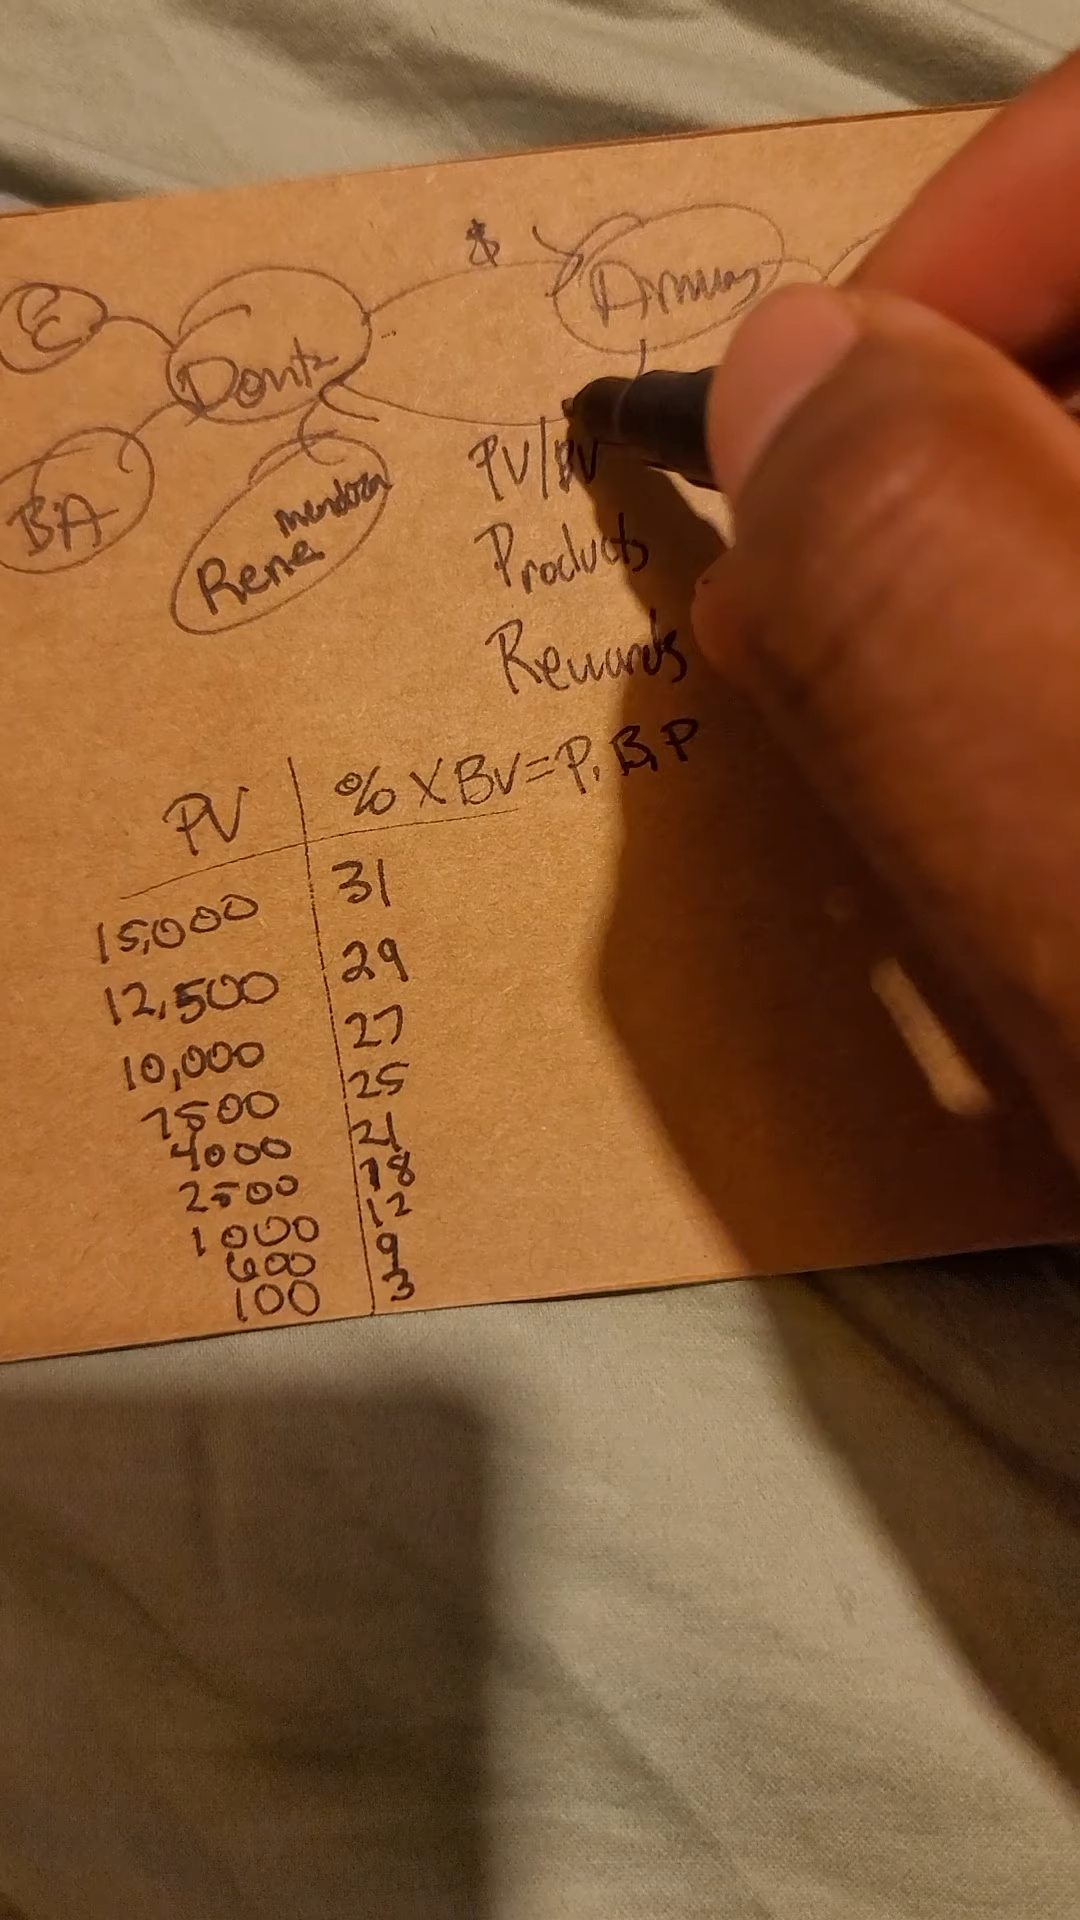 $
E
Donte
BA
Rene mendoza
PV/BV
Products
Rewards
PV | % X BV = P.B.P
15,000 31
12,500 29
10,000 27
7500 25
4000 21
2500 18
1000 12
600 9
100 3